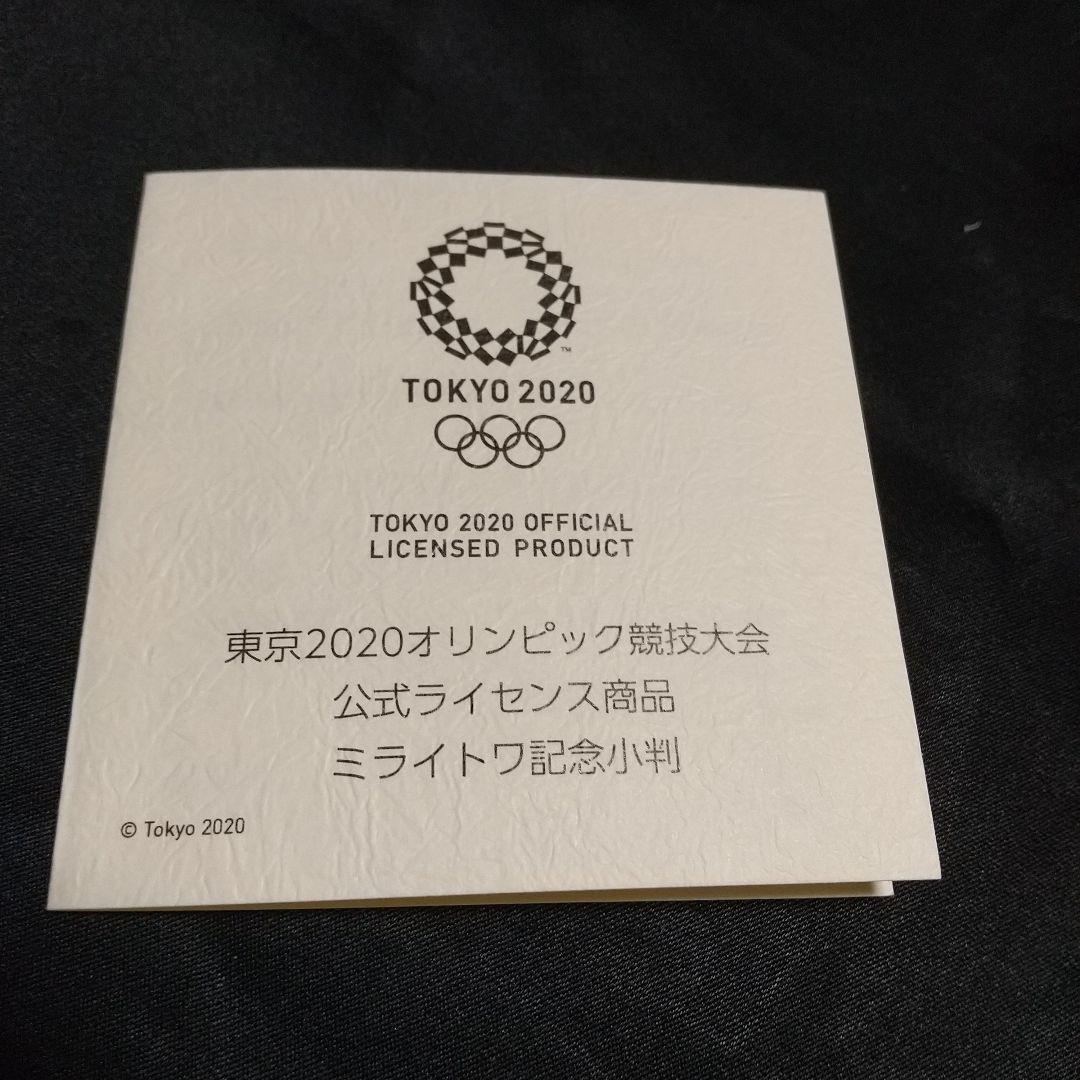 TM
TOKYO 2020
TOKYO 2020 OFFICIAL
LICENSED PRODUCT
東京2020オリンピック競技大会
公式ライセンス商品
ミライトワ記念小判
© Tokyo 2020